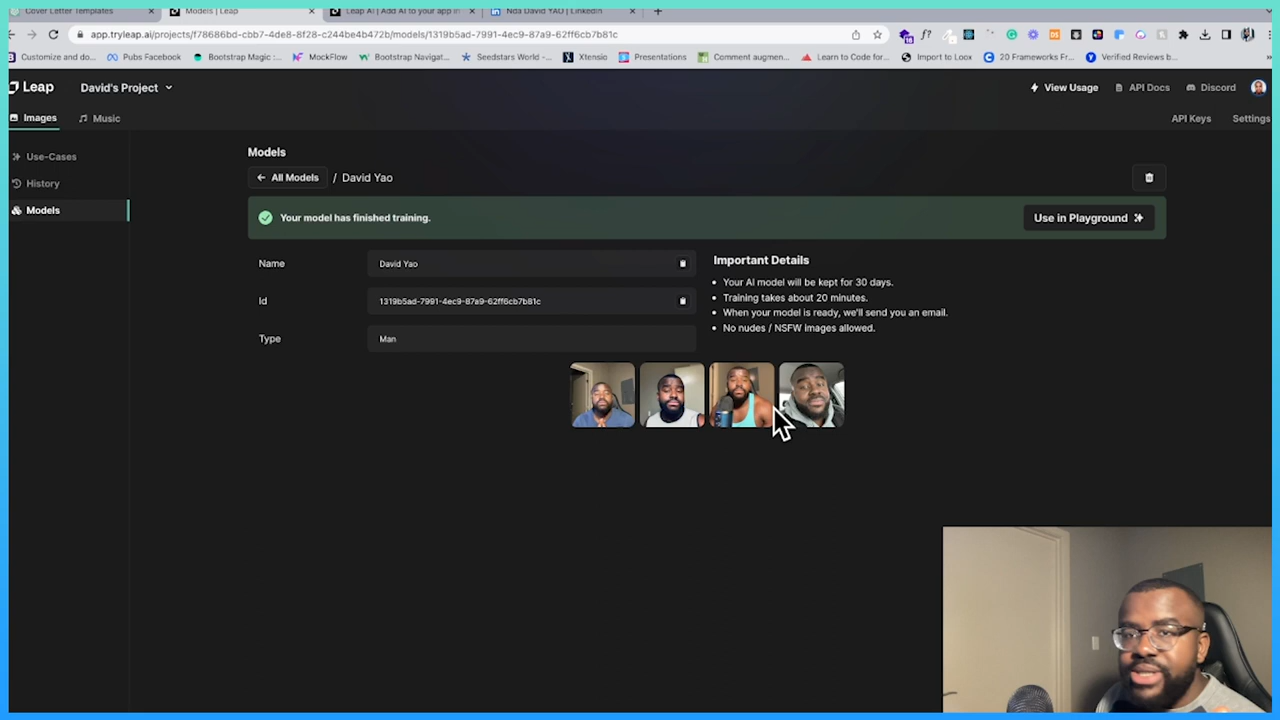 Cover Letter Templates
Models | Leap
Leap AI | Add AI to your app in
Nda David YAO | LinkedIn
app.tryleap.ai/projects/f78686bd-cbb7-4de8-8f28-c244be4b472b/models/1319b5ad-7991-4ec9-87a9-62ff6cb7b81c
Customize and do...
Pubs Facebook
Bootstrap Magic :...
MockFlow
Bootstrap Navigat...
Seedstars World -...
Xtensio
Presentations
Comment augmen...
Learn to Code for...
Import to Loox
20 Frameworks Fr...
Verified Reviews b...
Leap
David's Project
View Usage
API Docs
Discord
Images
Music
API Keys
Settings
Use-Cases
History
Models
Models
All Models / David Yao
Your model has finished training.
Use in Playground
Name
David Yao
Id
1319b5ad-7991-4ec9-87a9-62ff6cb7b81c
Type
Man
Important Details
• Your AI model will be kept for 30 days.
• Training takes about 20 minutes.
• When your model is ready, we'll send you an email.
• No nudes / NSFW images allowed.